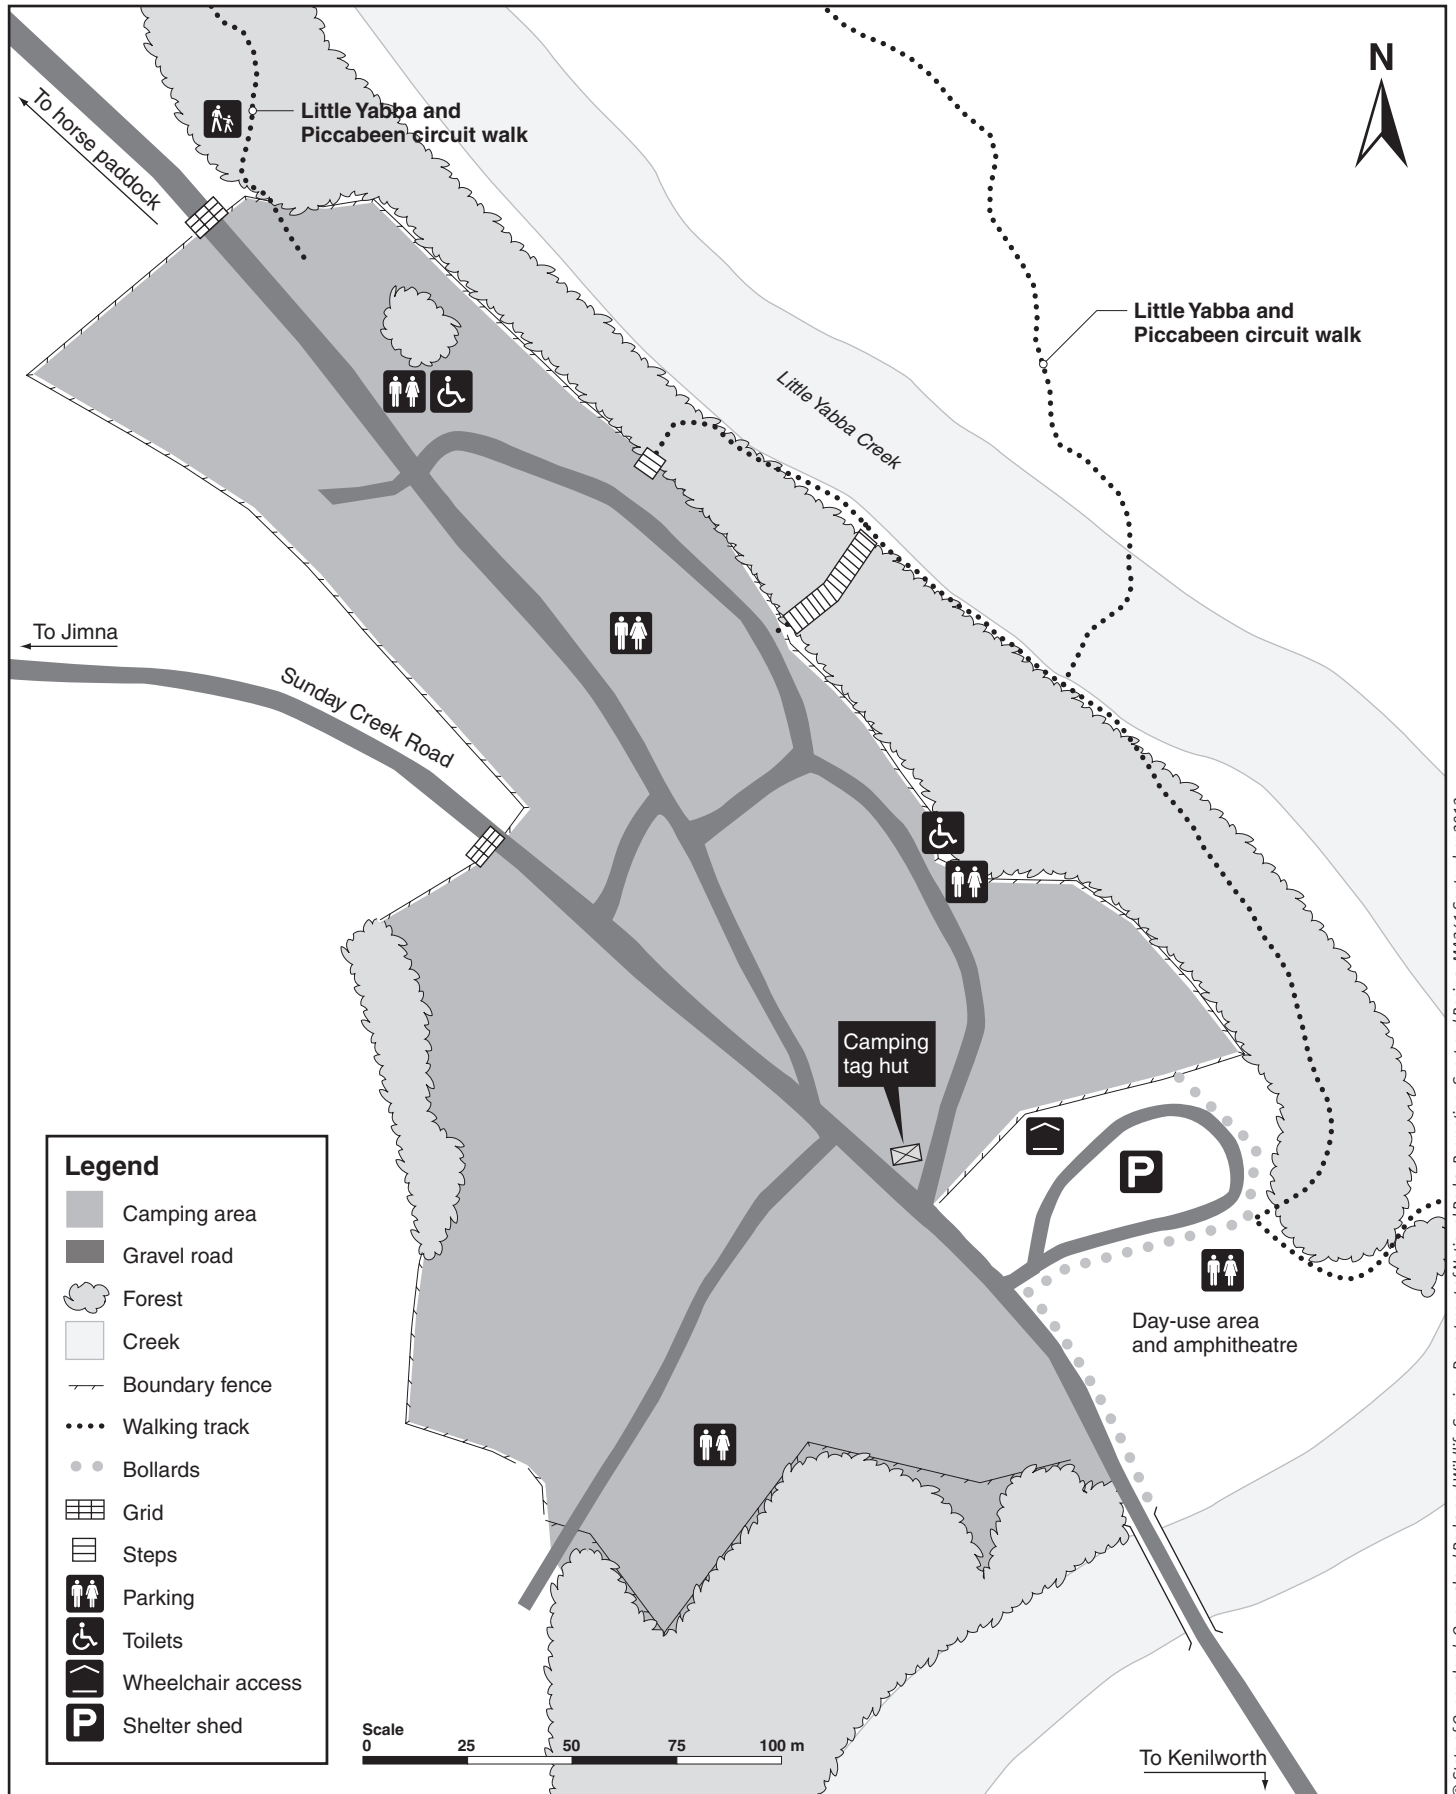 N
To horse paddock
Little Yabba and
Piccabeen circuit walk
Little Yabba and
Piccabeen circuit walk
Little Yabba Creek
To Jimna
Sunday Creek Road
Camping
tag hut
P
Day-use area
and amphitheatre
Legend
Camping area
Gravel road
Forest
Creek
Boundary fence
Walking track
Bollards
Grid
Steps
Parking
Toilets
Wheelchair access
P Shelter shed
Scale
0 25 50 75 100 m
To Kenilworth